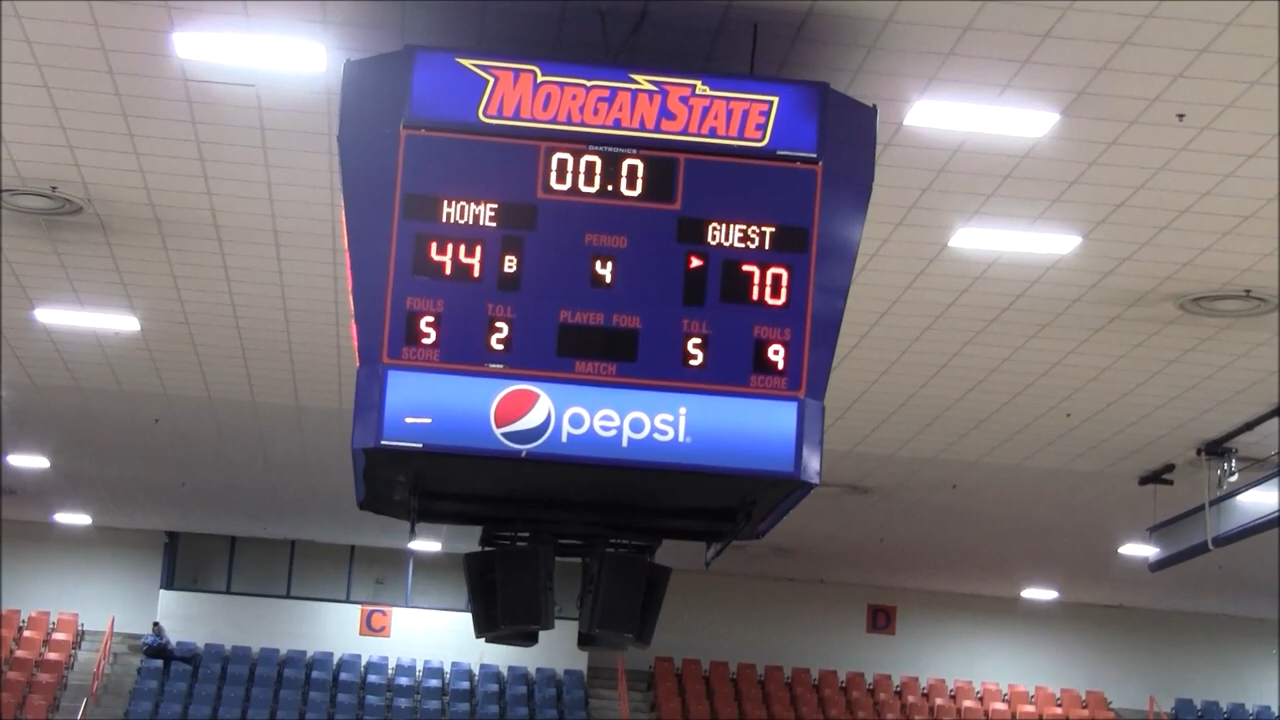 MORGAN STATE™
DAKTRONICS
00.0
HOME
GUEST
PERIOD
44 B 4 70
FOULS T.O.L. PLAYER FOUL T.O.L. FOULS
5 2 5 9
SCORE MATCH SCORE
pepsi®
C D